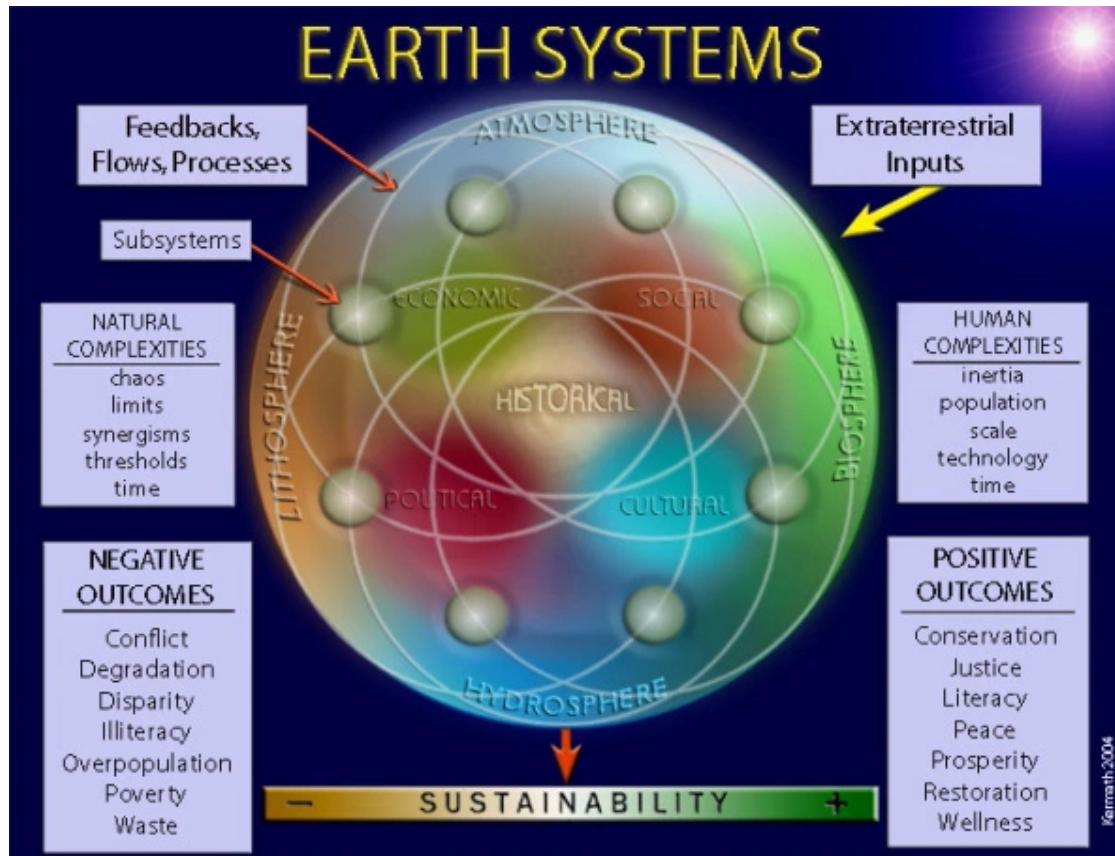 EARTH SYSTEMS
Feedbacks,
Flows, Processes
Extraterrestrial
Inputs
Subsystems
ATMOSPHERE
LITHOSPHERE
BIOSPHERE
HYDROSPHERE
ECONOMIC
SOCIAL
HISTORICAL
POLITICAL
CULTURAL
NATURAL
COMPLEXITIES
chaos
limits
synergisms
thresholds
time
HUMAN
COMPLEXITIES
inertia
population
scale
technology
time
NEGATIVE
OUTCOMES
Conflict
Degradation
Disparity
Illiteracy
Overpopulation
Poverty
Waste
POSITIVE
OUTCOMES
Conservation
Justice
Literacy
Peace
Prosperity
Restoration
Wellness
− SUSTAINABILITY +
Kermath2004